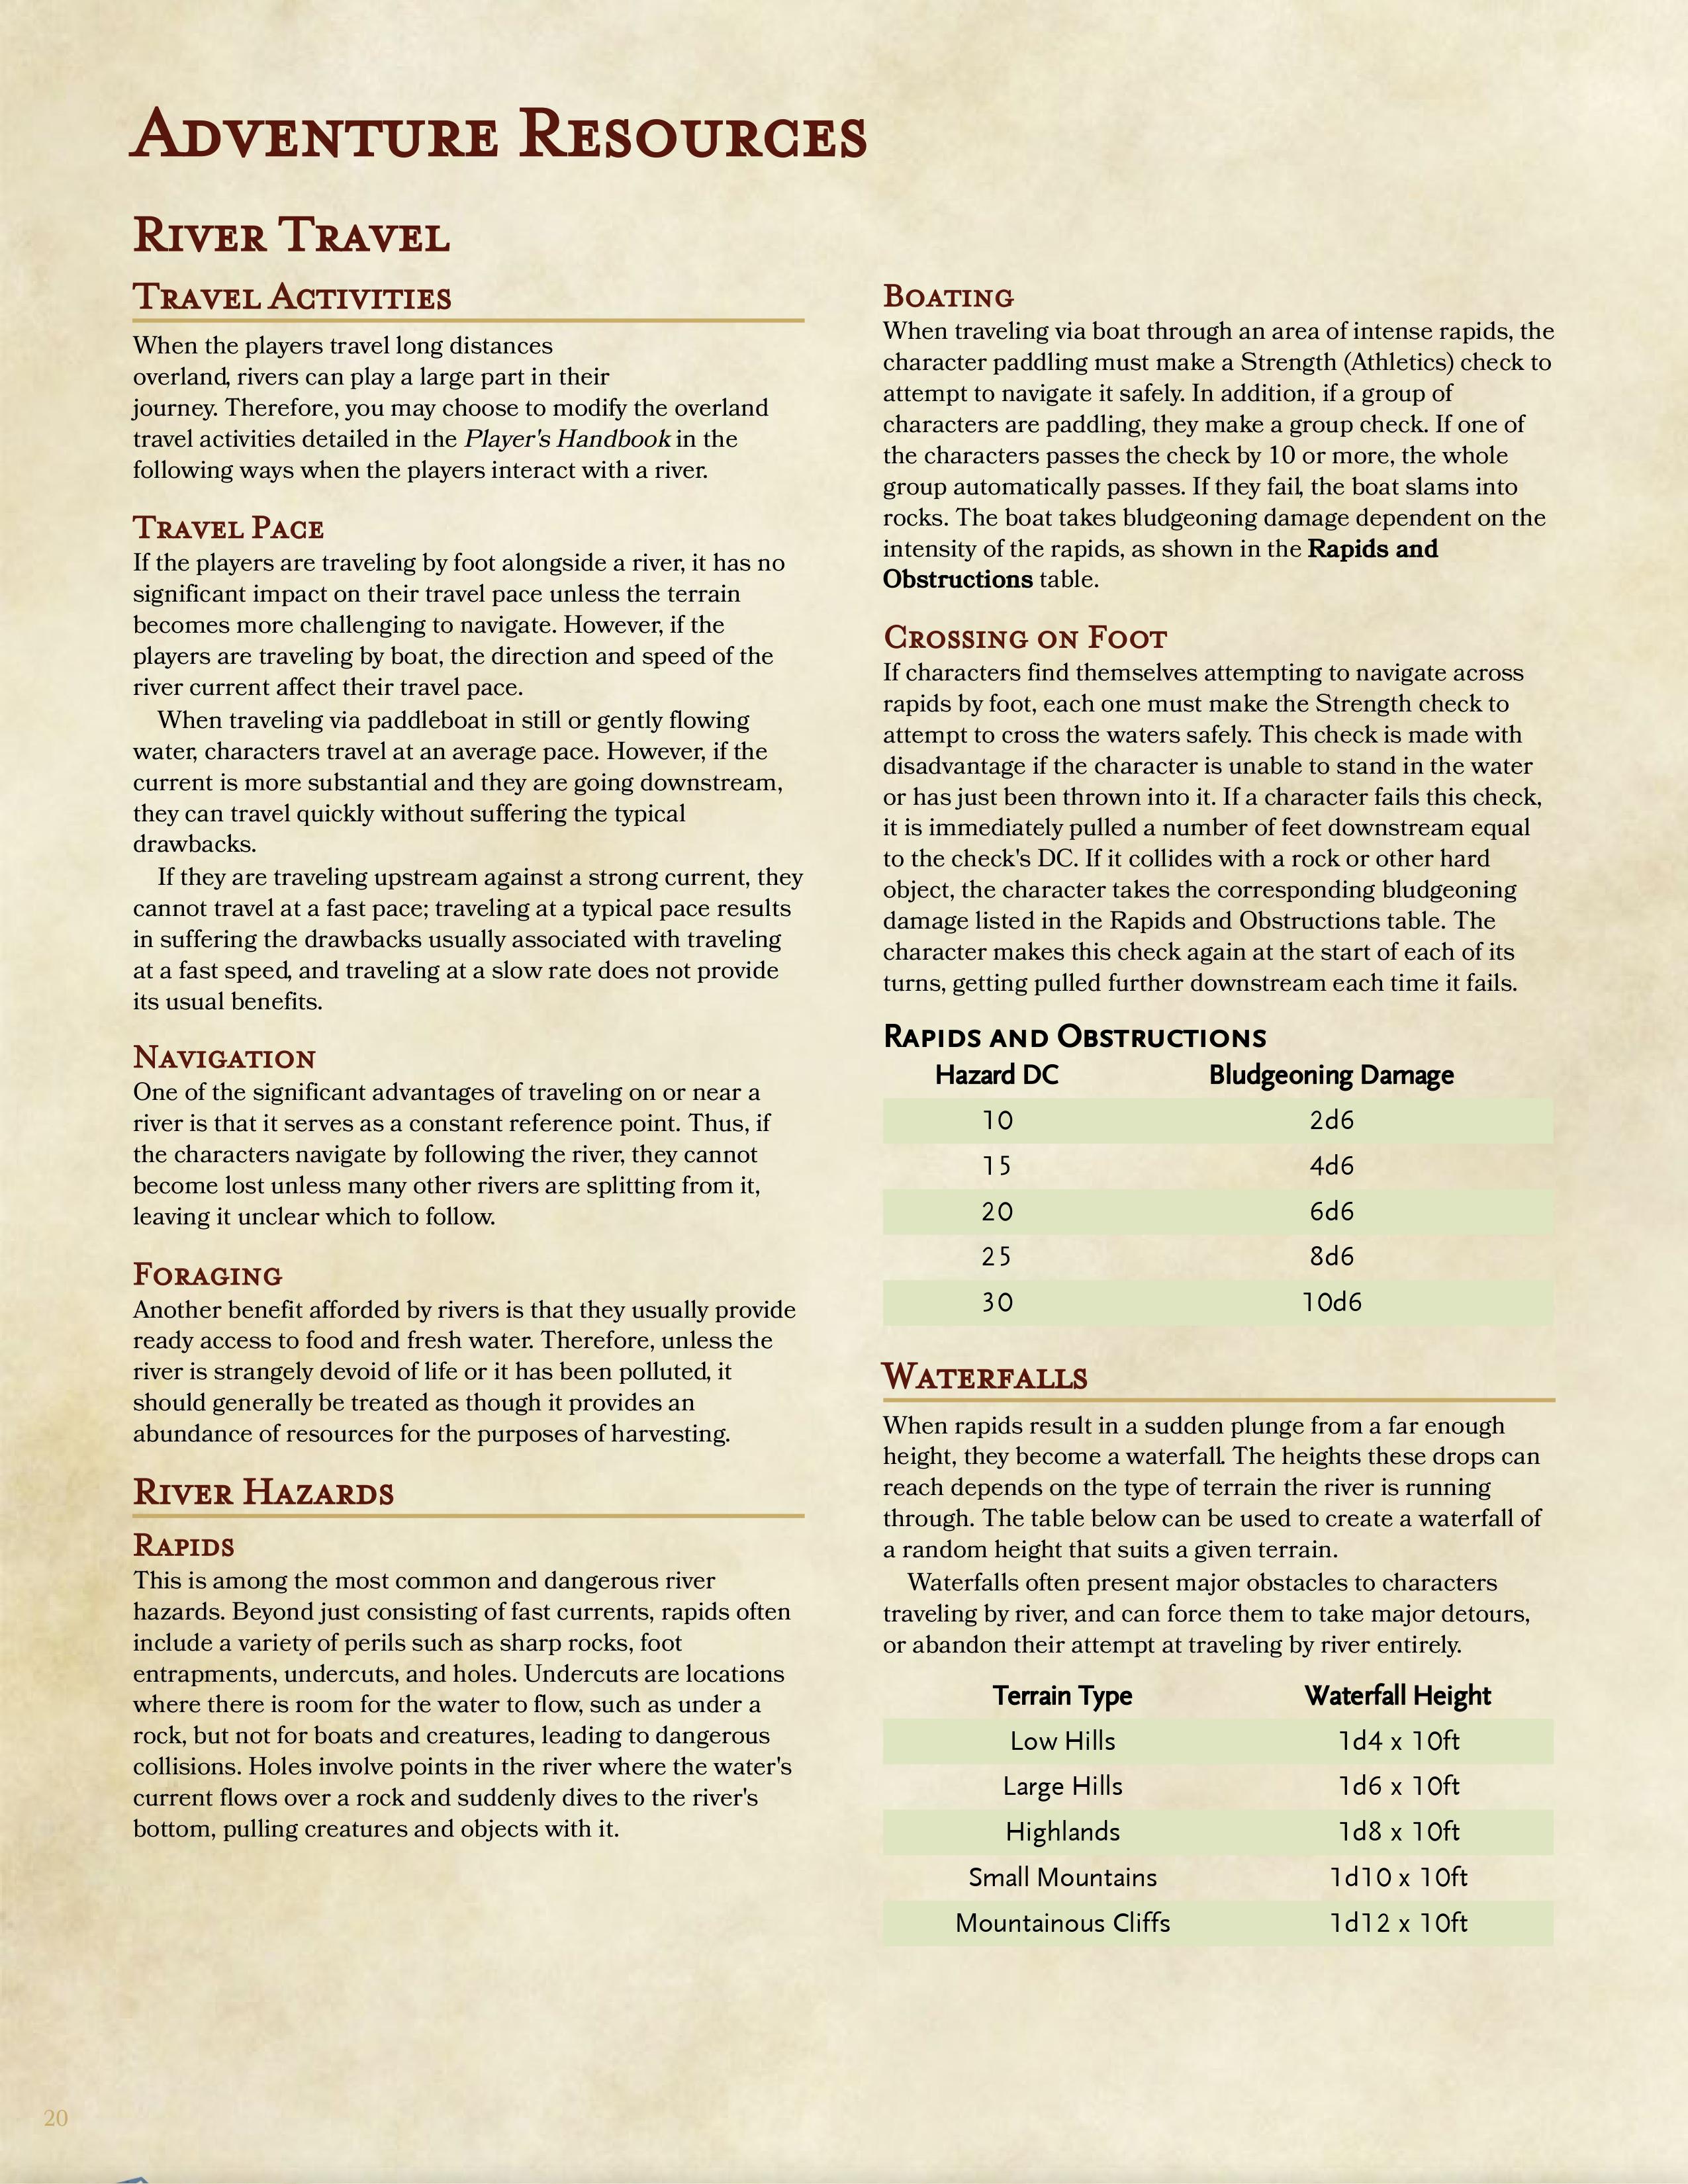 Adventure Resources
River Travel
Travel Activities
When the players travel long distances
overland, rivers can play a large part in their
journey. Therefore, you may choose to modify the overland
travel activities detailed in the Player's Handbook in the
following ways when the players interact with a river.
Travel Pace
If the players are traveling by foot alongside a river, it has no
significant impact on their travel pace unless the terrain
becomes more challenging to navigate. However, if the
players are traveling by boat, the direction and speed of the
river current affect their travel pace.
When traveling via paddleboat in still or gently flowing
water, characters travel at an average pace. However, if the
current is more substantial and they are going downstream,
they can travel quickly without suffering the typical
drawbacks.
If they are traveling upstream against a strong current, they
cannot travel at a fast pace; traveling at a typical pace results
in suffering the drawbacks usually associated with traveling
at a fast speed, and traveling at a slow rate does not provide
its usual benefits.
Navigation
One of the significant advantages of traveling on or near a
river is that it serves as a constant reference point. Thus, if
the characters navigate by following the river, they cannot
become lost unless many other rivers are splitting from it,
leaving it unclear which to follow.
Foraging
Another benefit afforded by rivers is that they usually provide
ready access to food and fresh water. Therefore, unless the
river is strangely devoid of life or it has been polluted, it
should generally be treated as though it provides an
abundance of resources for the purposes of harvesting.
River Hazards
Rapids
This is among the most common and dangerous river
hazards. Beyond just consisting of fast currents, rapids often
include a variety of perils such as sharp rocks, foot
entrapments, undercuts, and holes. Undercuts are locations
where there is room for the water to flow, such as under a
rock, but not for boats and creatures, leading to dangerous
collisions. Holes involve points in the river where the water's
current flows over a rock and suddenly dives to the river's
bottom, pulling creatures and objects with it.
Boating
When traveling via boat through an area of intense rapids, the
character paddling must make a Strength (Athletics) check to
attempt to navigate it safely. In addition, if a group of
characters are paddling, they make a group check. If one of
the characters passes the check by 10 or more, the whole
group automatically passes. If they fail, the boat slams into
rocks. The boat takes bludgeoning damage dependent on the
intensity of the rapids, as shown in the Rapids and
Obstructions table.
Crossing on Foot
If characters find themselves attempting to navigate across
rapids by foot, each one must make the Strength check to
attempt to cross the waters safely. This check is made with
disadvantage if the character is unable to stand in the water
or has just been thrown into it. If a character fails this check,
it is immediately pulled a number of feet downstream equal
to the check's DC. If it collides with a rock or other hard
object, the character takes the corresponding bludgeoning
damage listed in the Rapids and Obstructions table. The
character makes this check again at the start of each of its
turns, getting pulled further downstream each time it fails.
Rapids and Obstructions
Hazard DC Bludgeoning Damage
10 2d6
15 4d6
20 6d6
25 8d6
30 10d6
Waterfalls
When rapids result in a sudden plunge from a far enough
height, they become a waterfall. The heights these drops can
reach depends on the type of terrain the river is running
through. The table below can be used to create a waterfall of
a random height that suits a given terrain.
Waterfalls often present major obstacles to characters
traveling by river, and can force them to take major detours,
or abandon their attempt at traveling by river entirely.
Terrain Type Waterfall Height
Low Hills 1d4 x 10ft
Large Hills 1d6 x 10ft
Highlands 1d8 x 10ft
Small Mountains 1d10 x 10ft
Mountainous Cliffs 1d12 x 10ft
20